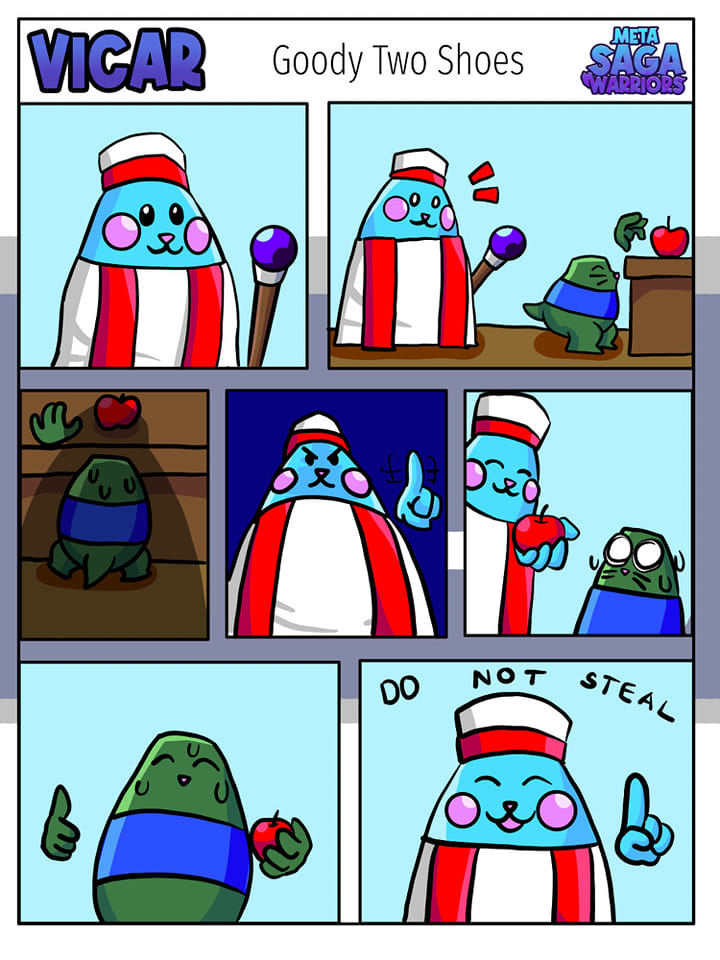 VICAR
Goody Two Shoes
META
SAGA
WARRIORS
DO NOT STEAL